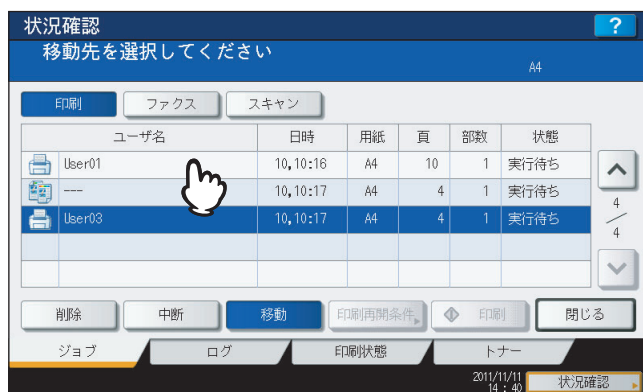 状況確認
?
移動先を選択してください
A4
印刷 ファクス スキャン
ユーザ名 日時 用紙 頁 部数 状態
User01 10,10:16 A4 10 1 実行待ち
--- 10,10:17 A4 4 1 実行待ち
User03 10,10:17 A4 4 1 実行待ち
4
4
削除 中断 移動 印刷再開条件 印刷 閉じる
ジョブ ログ 印刷状態 トナー
2011/11/11
14 : 40
状況確認